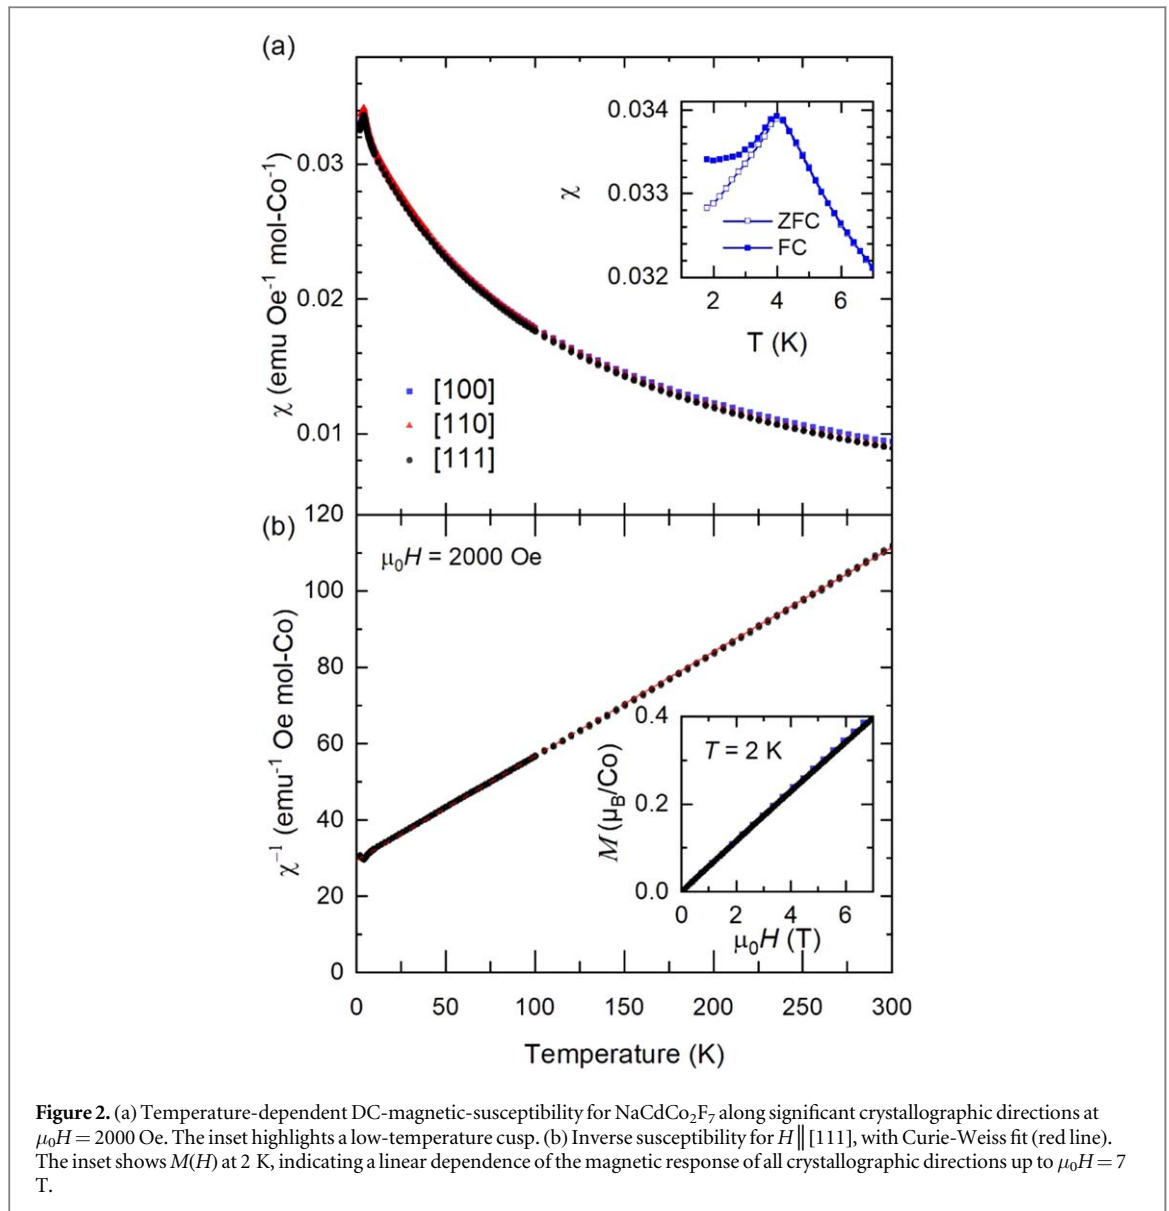 (a)
0.03
0.02
0.01
χ (emu Oe⁻¹ mol-Co⁻¹)
[100]
[110]
[111]
0.034
0.033
0.032
χ
ZFC
FC
2 4 6
T (K)
(b)
μ₀H = 2000 Oe
120
100
80
60
40
20
0
χ⁻¹ (emu⁻¹ Oe mol-Co)
0.4
0.2
0.0
M (μ_B/Co)
T = 2 K
0 2 4 6
μ₀H (T)
0 50 100 150 200 250 300
Temperature (K)
Figure 2. (a) Temperature-dependent DC-magnetic-susceptibility for NaCdCo₂F₇ along significant crystallographic directions at
μ₀H = 2000 Oe. The inset highlights a low-temperature cusp. (b) Inverse susceptibility for H ∥ [111], with Curie-Weiss fit (red line).
The inset shows M(H) at 2 K, indicating a linear dependence of the magnetic response of all crystallographic directions up to μ₀H = 7
T.